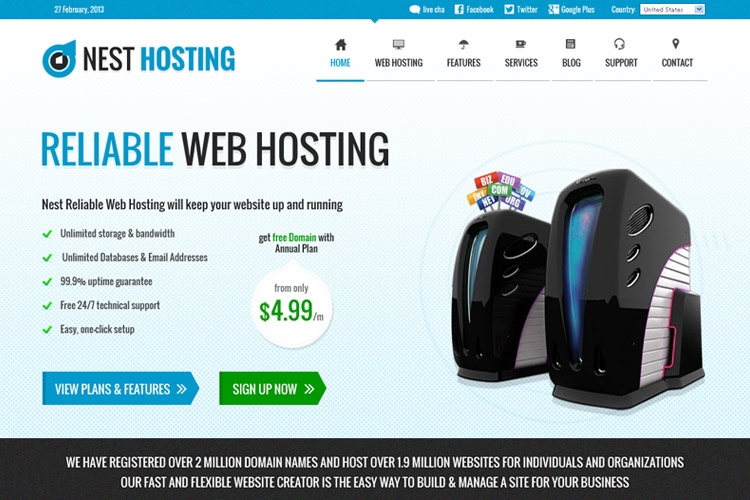 27 February, 2013
live cha
Facebook
Twitter
Google Plus
Country
United States
NEST HOSTING
HOME
WEB HOSTING
FEATURES
SERVICES
BLOG
SUPPORT
CONTACT
RELIABLE WEB HOSTING
Nest Reliable Web Hosting will keep your website up and running
Unlimited storage & bandwidth
Unlimited Databases & Email Addresses
99.9% uptime guarantee
Free 24/7 technical support
Easy, one-click setup
get free Domain with
Annual Plan
from only
$4.99/m
BIZ
EDU
COM
NET
ORG
VIEW PLANS & FEATURES
SIGN UP NOW
WE HAVE REGISTERED OVER 2 MILLION DOMAIN NAMES AND HOST OVER 1.9 MILLION WEBSITES FOR INDIVIDUALS AND ORGANIZATIONS
OUR FAST AND FLEXIBLE WEBSITE CREATOR IS THE EASY WAY TO BUILD & MANAGE A SITE FOR YOUR BUSINESS